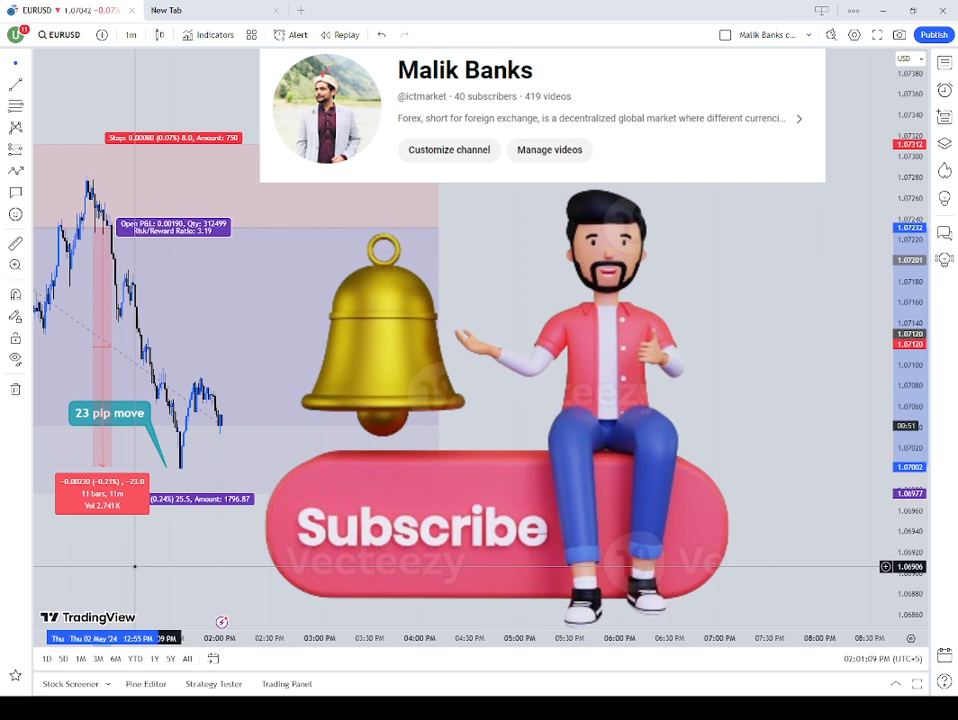 EURUSD ▼ 1.07042 -0.07%
New Tab
11
U
EURUSD
1m
Indicators
Alert
Replay
Malik Banks c...
Publish
Malik Banks
@ictmarket · 40 subscribers · 419 videos
Forex, short for foreign exchange, is a decentralized global market where different currenci...
Customize channel
Manage videos
USD
1.07380
1.07360
1.07340
1.07320
1.07312
1.07300
1.07280
1.07260
1.07240
1.07232
1.07220
1.07201
1.07180
1.07160
1.07140
1.07120
1.07120
1.07080
1.07060
00:51
1.07020
1.07002
1.06977
1.06960
1.06940
1.06920
1.06906
1.06880
1.06860
Stop: 0.00080 (0.07%) 8.0, Amount: 750
Open P&L: 0.00190, Qty: 312499
Risk/Reward Ratio: 3.19
23 pip move
-0.00230 (-0.21%) , -23.0
11 bars, 11m
Vol 2.741K
(0.24%) 25.5, Amount: 1796.87
Subscribe
Vecteezy
TradingView
Thu
Thu 02 May '24
12:55 PM
09 PM
02:00 PM
02:30 PM
03:00 PM
03:30 PM
04:00 PM
04:30 PM
05:00 PM
05:30 PM
06:00 PM
06:30 PM
07:00 PM
07:30 PM
08:00 PM
08:30 PM
1D 5D 1M 3M 6M YTD 1Y 5Y All
02:01:09 PM (UTC+5)
Stock Screener
Pine Editor
Strategy Tester
Trading Panel